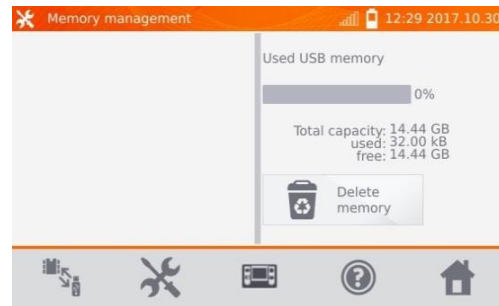 Memory management
12:29 2017.10.30
Used USB memory
0%
Total capacity: 14.44 GB
used: 32.00 kB
free: 14.44 GB
Delete
memory